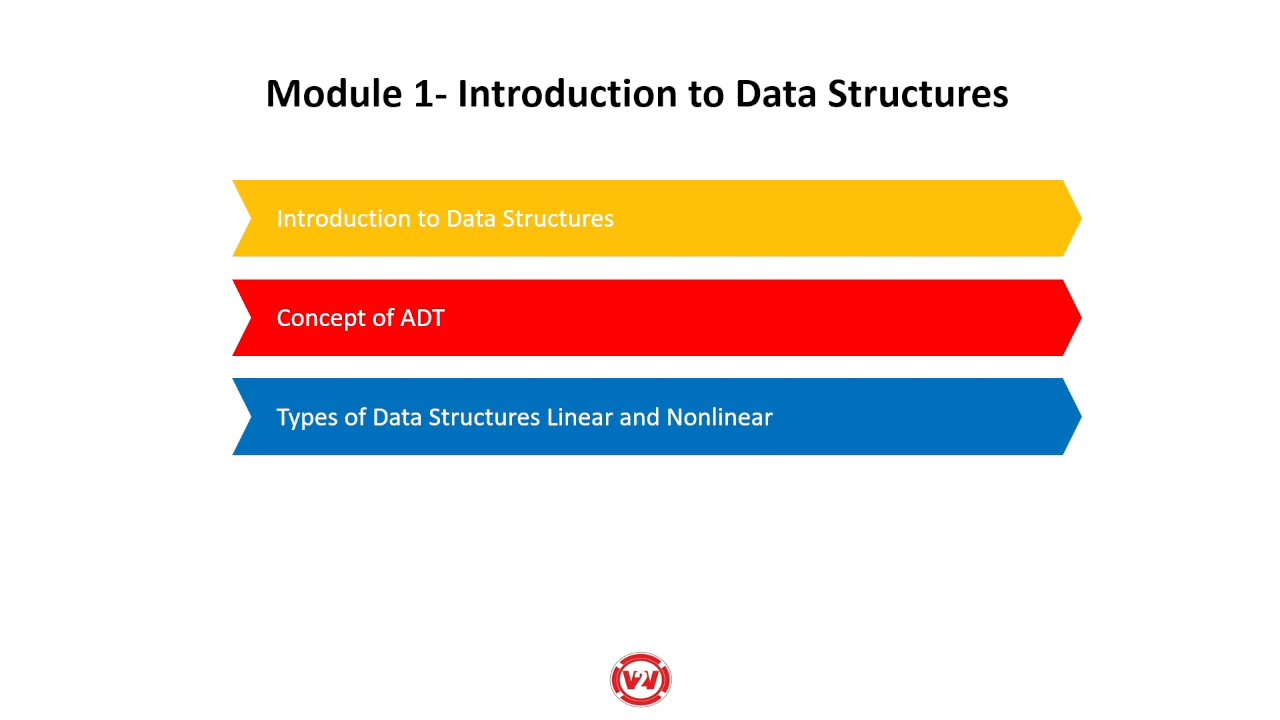 Module 1- Introduction to Data Structures
Introduction to Data Structures
Concept of ADT
Types of Data Structures Linear and Nonlinear
V2V